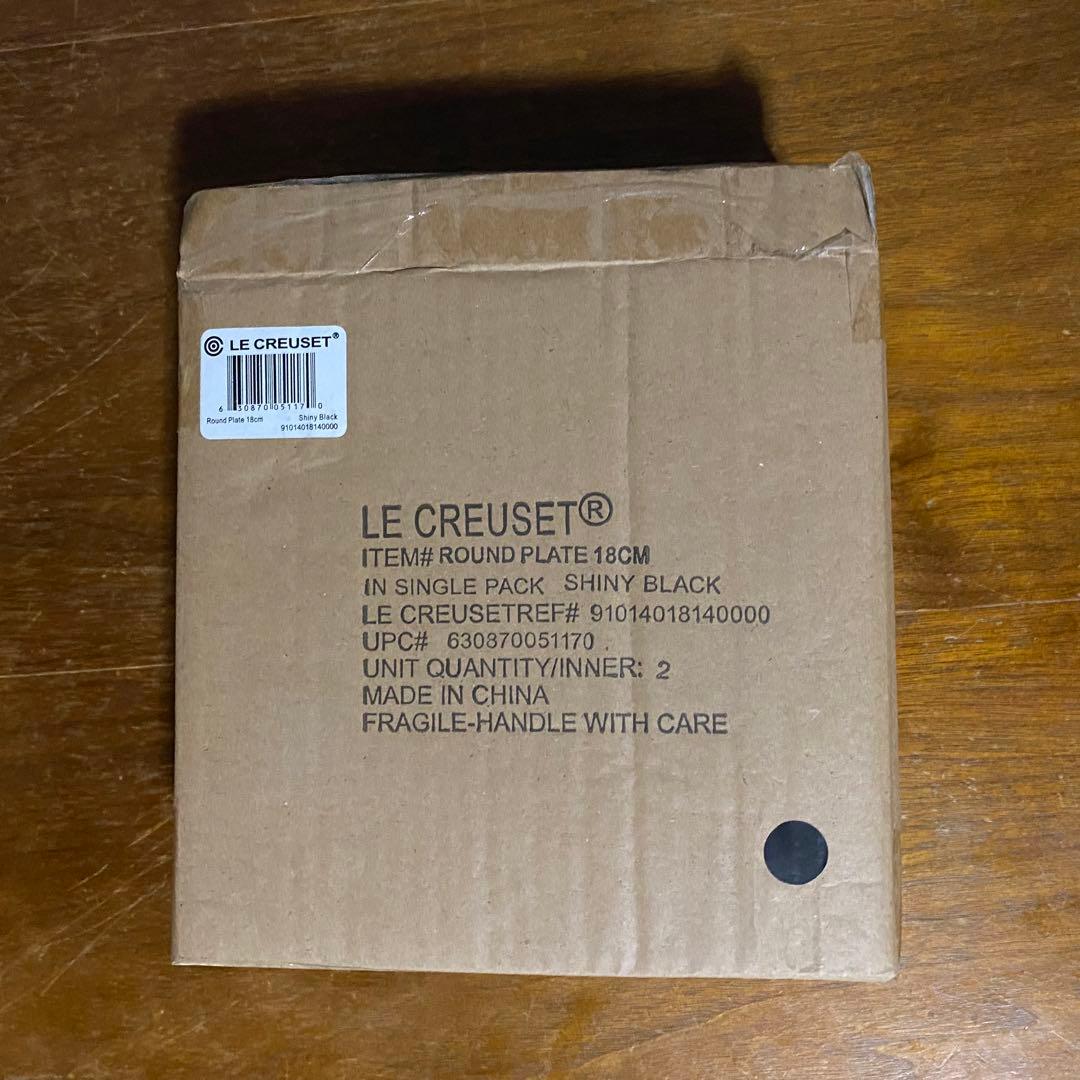 LE CREUSET®
6 30870 05117 0
Round Plate 18cm Shiny Black
91014018140000
LE CREUSET®
ITEM# ROUND PLATE 18CM
IN SINGLE PACK SHINY BLACK
LE CREUSETREF# 91014018140000
UPC# 630870051170 .
UNIT QUANTITY/INNER: 2
MADE IN CHINA
FRAGILE-HANDLE WITH CARE